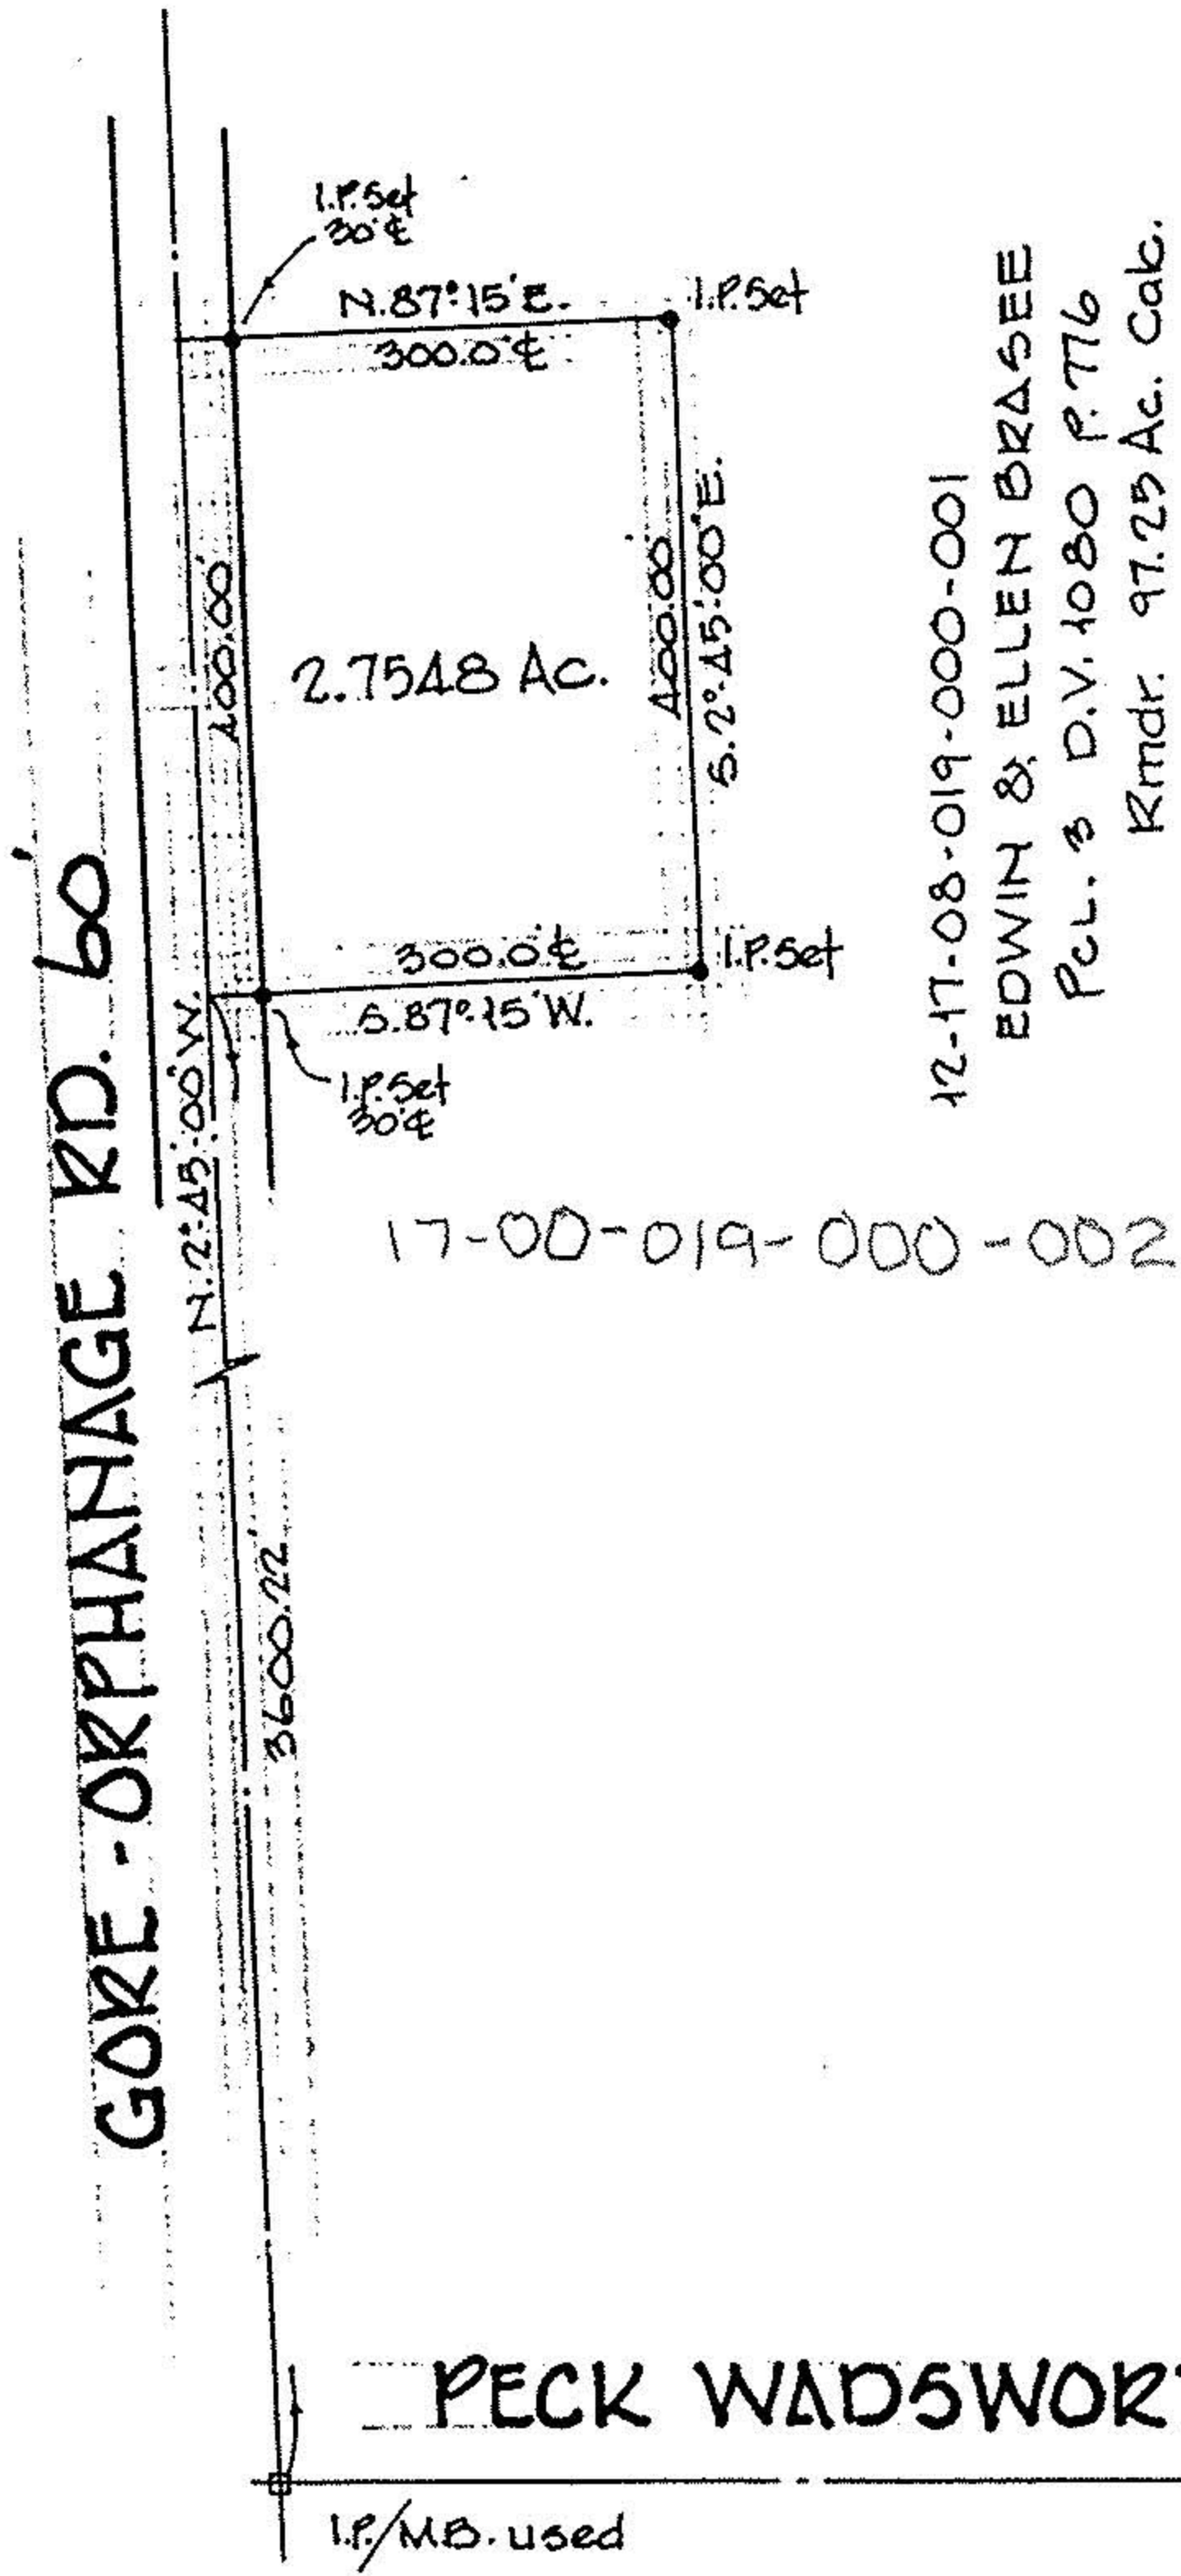 GORE-ORPHANAGE RD. 60'
I.P. Set
30' ℄
N. 87°-15' E.
300.0' ℄
I.P. Set
400.00'
2.7548 Ac.
400.00'
S. 2°-45'-00" E.
300.0' ℄
S. 87°-15' W.
I.P. Set
I.P. Set
30' ℄
N. 2°-45'-00" W.
3600.22'
12-17-08-019-000-001
EDWIN & ELLEN BRASEE
PCL. 3 D.V. 1080 P. 776
Rmdr. 97.25 Ac. Calc.
17-00-019-000-002
PECK WADSWORT
I.P./M.B. used